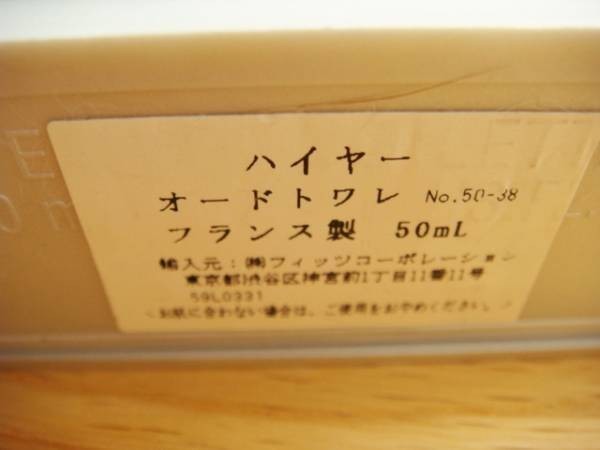 ハイヤー
オードトワレ No.50-38
フランス製 50mL
輸入元:㈱フィッツコーポレーション
東京都渋谷区神宮前1丁目11番11号
59L0331
<お肌に合わない場合は、ご使用をおやめください。>